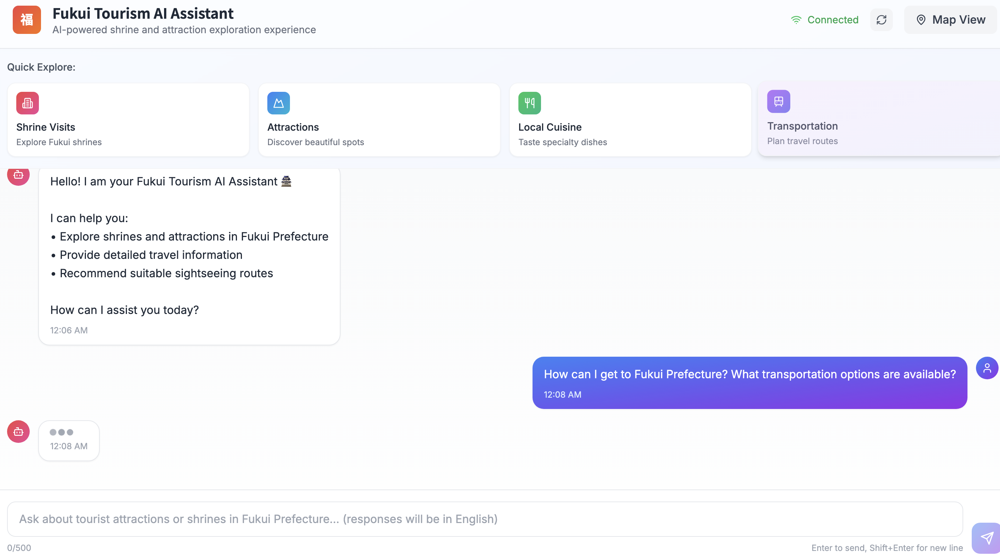 福
Fukui Tourism AI Assistant
AI-powered shrine and attraction exploration experience
Connected
Map View
Quick Explore:
Shrine Visits
Explore Fukui shrines
Attractions
Discover beautiful spots
Local Cuisine
Taste specialty dishes
Transportation
Plan travel routes
Hello! I am your Fukui Tourism AI Assistant 🏯
I can help you:
• Explore shrines and attractions in Fukui Prefecture
• Provide detailed travel information
• Recommend suitable sightseeing routes
How can I assist you today?
12:06 AM
How can I get to Fukui Prefecture? What transportation options are available?
12:08 AM
12:08 AM
Ask about tourist attractions or shrines in Fukui Prefecture... (responses will be in English)
0/500
Enter to send, Shift+Enter for new line